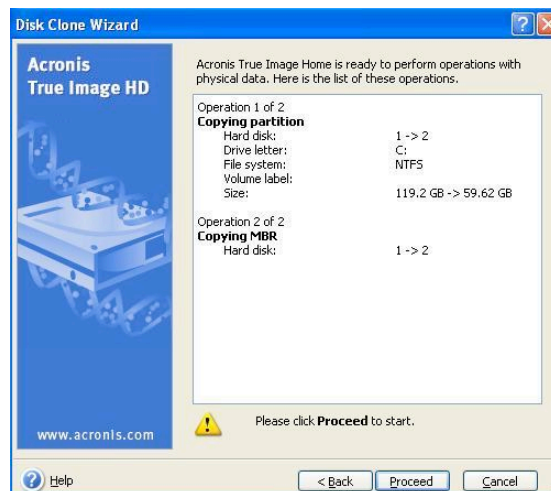 Disk Clone Wizard
Acronis
True Image HD
Acronis True Image Home is ready to perform operations with
physical data. Here is the list of these operations.
Operation 1 of 2
Copying partition
Hard disk: 1 -> 2
Drive letter: C:
File system: NTFS
Volume label:
Size: 119.2 GB -> 59.62 GB
Operation 2 of 2
Copying MBR
Hard disk: 1 -> 2
Please click Proceed to start.
www.acronis.com
Help
< Back
Proceed
Cancel